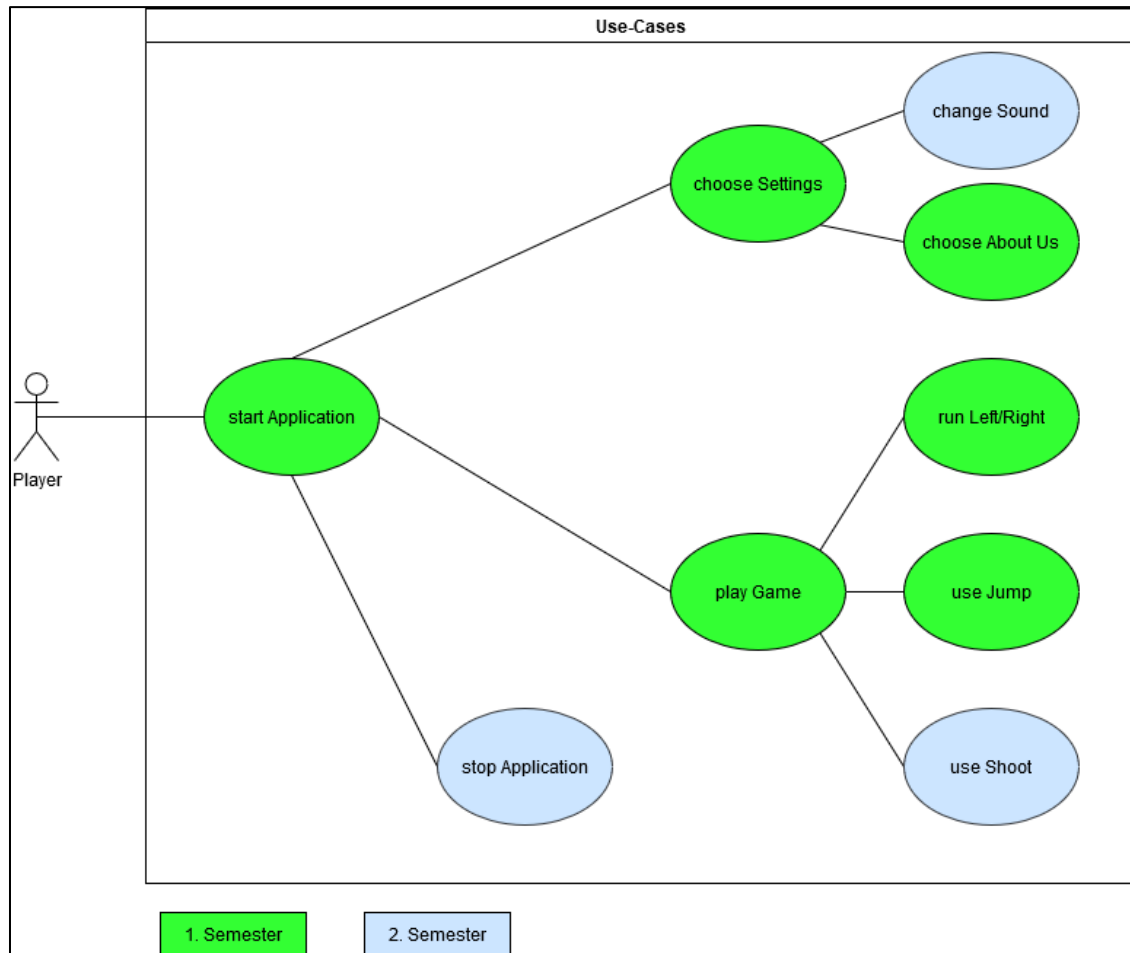 Use-Cases
change Sound
choose Settings
choose About Us
start Application
run Left/Right
Player
play Game
use Jump
stop Application
use Shoot
1. Semester
2. Semester